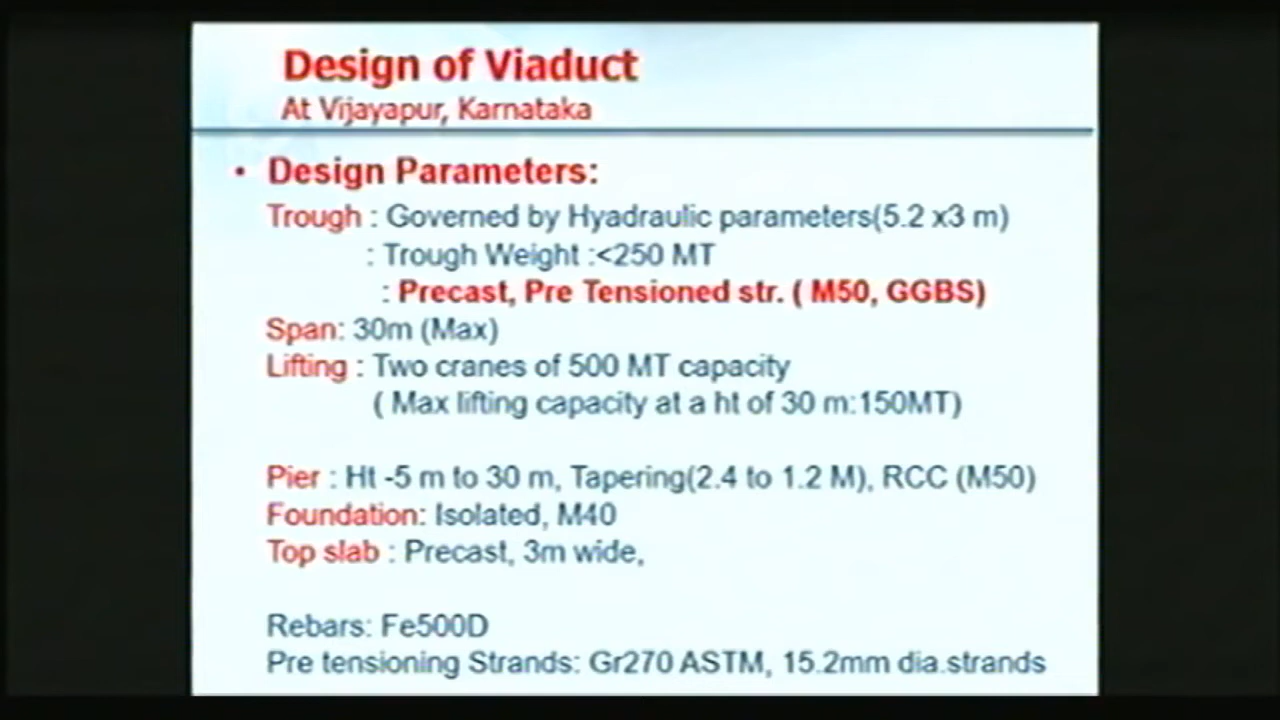 Design of Viaduct
At Vijayapur, Karnataka
• Design Parameters:
Trough : Governed by Hyadraulic parameters(5.2 x3 m)
: Trough Weight :<250 MT
: Precast, Pre Tensioned str. ( M50, GGBS)
Span: 30m (Max)
Lifting : Two cranes of 500 MT capacity
( Max lifting capacity at a ht of 30 m:150MT)
Pier : Ht -5 m to 30 m, Tapering(2.4 to 1.2 M), RCC (M50)
Foundation: Isolated, M40
Top slab : Precast, 3m wide,
Rebars: Fe500D
Pre tensioning Strands: Gr270 ASTM, 15.2mm dia.strands